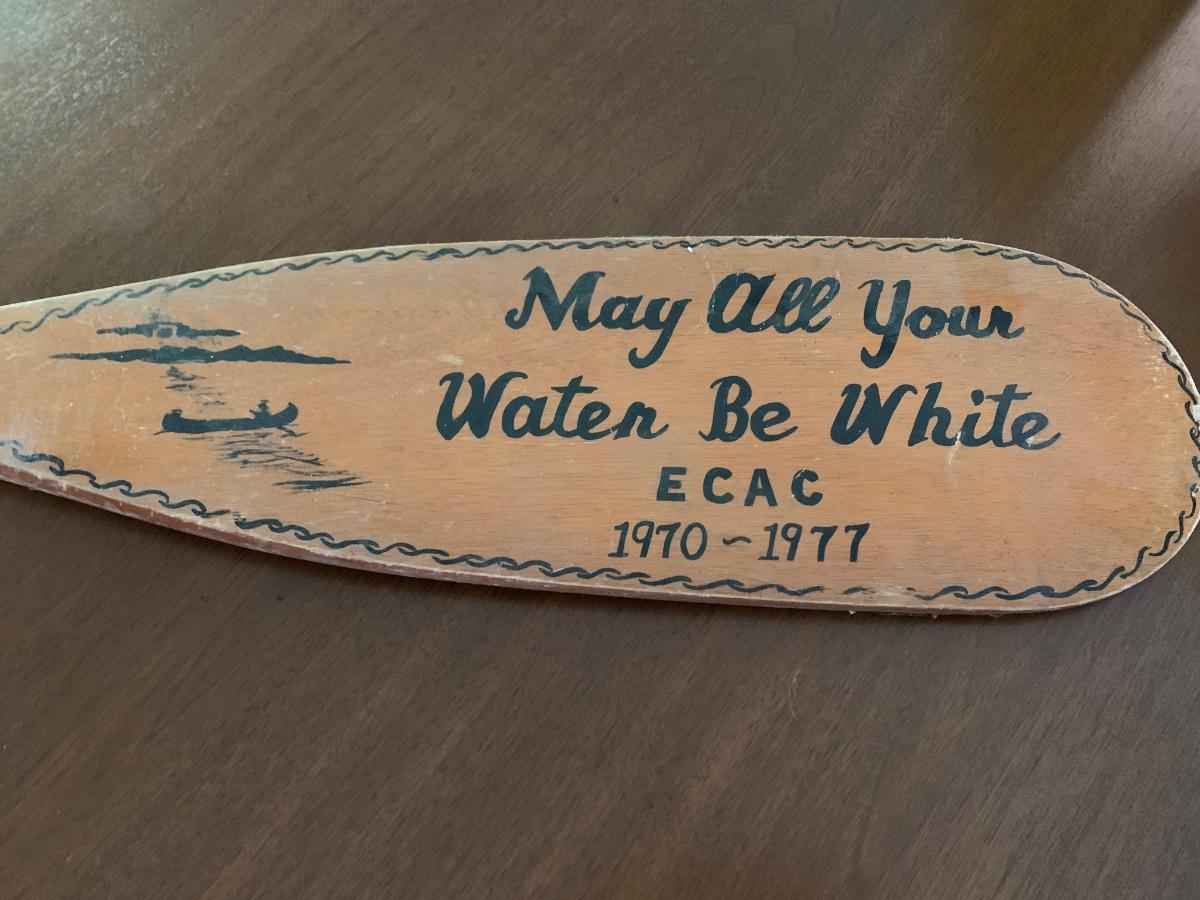 May All Your
Water Be White
ECAC
1970~1977